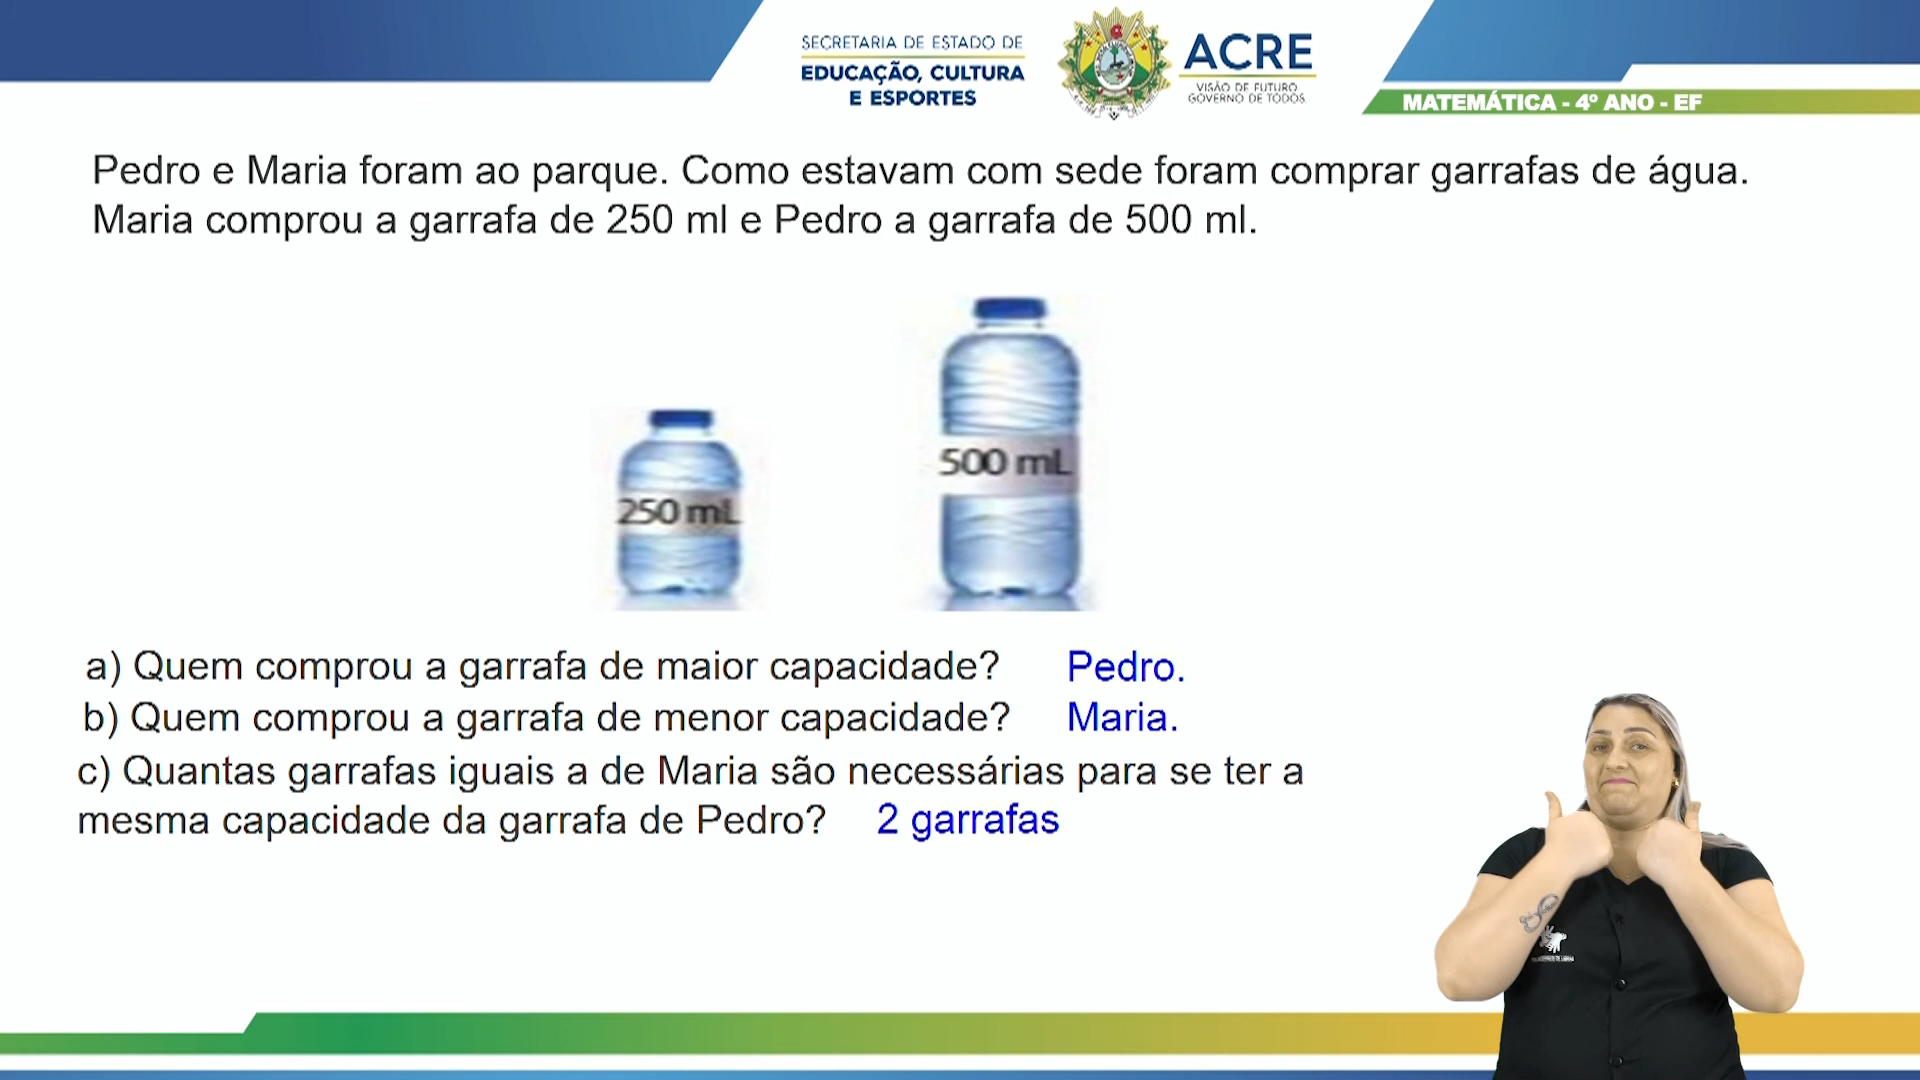 SECRETARIA DE ESTADO DE
EDUCAÇÃO, CULTURA
E ESPORTES
ACRE
VISÃO DE FUTURO
GOVERNO DE TODOS
MATEMÁTICA - 4º ANO - EF
Pedro e Maria foram ao parque. Como estavam com sede foram comprar garrafas de água.
Maria comprou a garrafa de 250 ml e Pedro a garrafa de 500 ml.
250 mL
500 mL
a) Quem comprou a garrafa de maior capacidade? Pedro.
b) Quem comprou a garrafa de menor capacidade? Maria.
c) Quantas garrafas iguais a de Maria são necessárias para se ter a
mesma capacidade da garrafa de Pedro? 2 garrafas